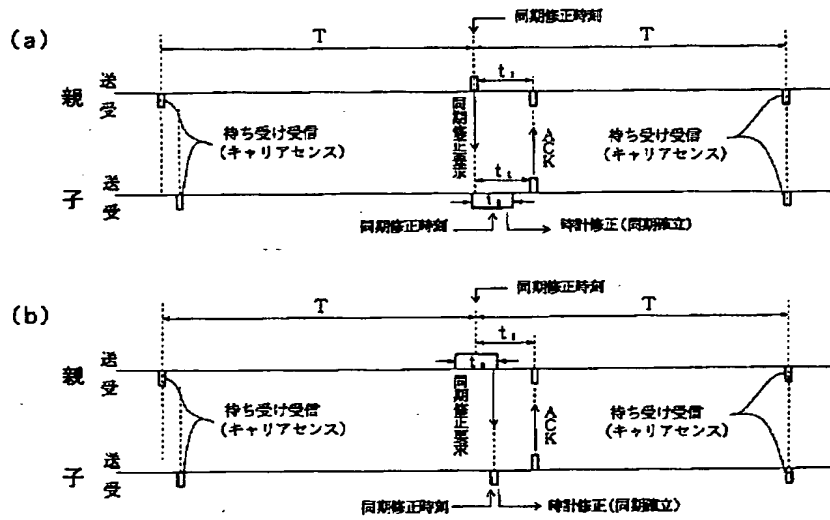 (a)
同期修正時刻
T
T
t₁
親
送
受
待ち受け受信
(キャリアセンス)
同期修正要求
ACK
待ち受け受信
(キャリアセンス)
t₁
子
送
受
同期修正時刻
時計修正(同期確立)
(b)
同期修正時刻
T
T
t₁
親
送
受
待ち受け受信
(キャリアセンス)
同期修正要求
ACK
待ち受け受信
(キャリアセンス)
子
送
受
同期修正時刻
時計修正(同期確立)